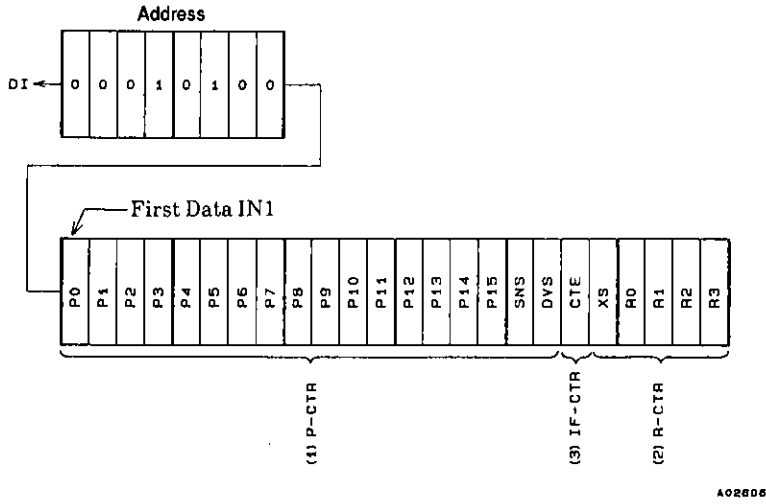 Address
DI 0 0 0 1 0 1 0 0
First Data IN1
P0 P1 P2 P3 P4 P5 P6 P7 P8 P9 P10 P11 P12 P13 P14 P15 SNS DVS CTE XS R0 R1 R2 R3
(1) P-CTR (3) IF-CTR (2) R-CTR
A02606